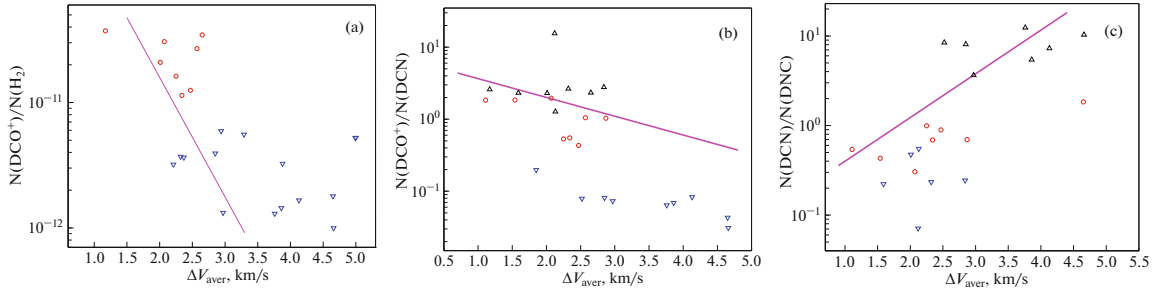 (a)
N(DCO⁺)/N(H₂)
10⁻¹¹
10⁻¹²
1.0 1.5 2.0 2.5 3.0 3.5 4.0 4.5 5.0
ΔV_aver, km/s
(b)
N(DCO⁺)/N(DCN)
10¹
10⁰
10⁻¹
0.5 1.0 1.5 2.0 2.5 3.0 3.5 4.0 4.5 5.0
ΔV_aver, km/s
(c)
N(DCN)/N(DNC)
10¹
10⁰
10⁻¹
1.0 1.5 2.0 2.5 3.0 3.5 4.0 4.5 5.0 5.5
ΔV_aver, km/s